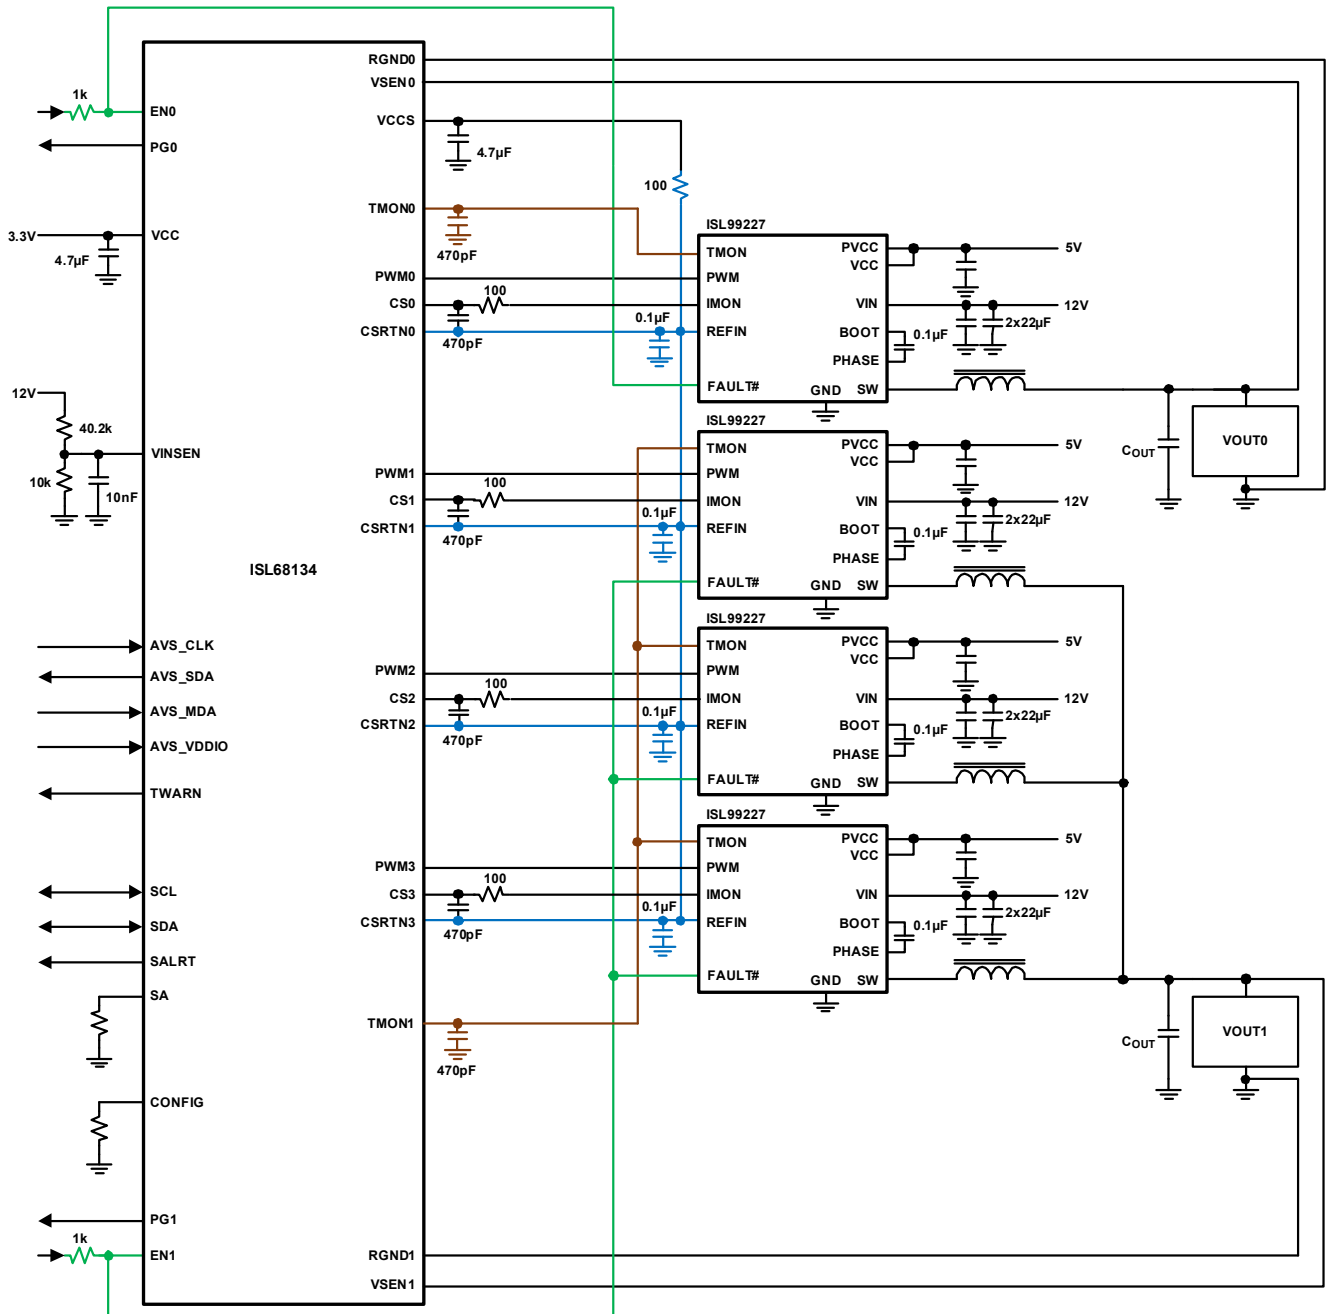 RGND0
VSEN0
1k
EN0
VCCS
PG0
4.7µF
100
TMON0
3.3V
VCC
4.7µF
470pF
ISL99227
TMON
PVCC
VCC
5V
PWM0
PWM
100
CS0
IMON
VIN
12V
0.1µF
2x22µF
CSRTN0
REFIN
BOOT
0.1µF
470pF
PHASE
FAULT#
GND
SW
12V
40.2k
VINSEN
10k
10nF
ISL99227
TMON
PVCC
VCC
5V
COUT
VOUT0
PWM1
PWM
100
CS1
IMON
VIN
12V
0.1µF
2x22µF
CSRTN1
REFIN
BOOT
0.1µF
470pF
PHASE
ISL68134
FAULT#
GND
SW
ISL99227
AVS_CLK
TMON
PVCC
VCC
5V
AVS_SDA
PWM2
PWM
100
CS2
IMON
VIN
12V
AVS_MDA
0.1µF
2x22µF
CSRTN2
REFIN
BOOT
0.1µF
AVS_VDDIO
470pF
PHASE
TWARN
FAULT#
GND
SW
ISL99227
TMON
PVCC
VCC
5V
PWM3
PWM
100
SCL
CS3
IMON
VIN
12V
0.1µF
2x22µF
SDA
CSRTN3
REFIN
BOOT
0.1µF
470pF
PHASE
SALRT
FAULT#
GND
SW
SA
TMON1
COUT
VOUT1
470pF
CONFIG
PG1
1k
EN1
RGND1
VSEN1